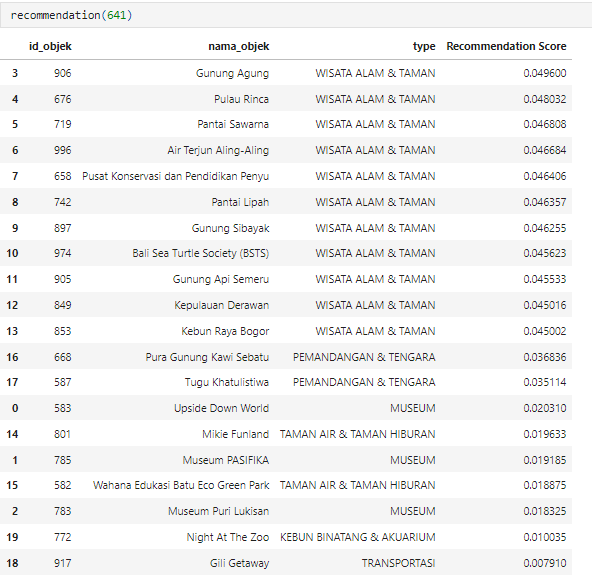 recommendation(641)
id_objek nama_objek type Recommendation Score
3 906 Gunung Agung WISATA ALAM & TAMAN 0.049600
4 676 Pulau Rinca WISATA ALAM & TAMAN 0.048032
5 719 Pantai Sawarna WISATA ALAM & TAMAN 0.046808
6 996 Air Terjun Aling-Aling WISATA ALAM & TAMAN 0.046684
7 658 Pusat Konservasi dan Pendidikan Penyu WISATA ALAM & TAMAN 0.046406
8 742 Pantai Lipah WISATA ALAM & TAMAN 0.046357
9 897 Gunung Sibayak WISATA ALAM & TAMAN 0.046255
10 974 Bali Sea Turtle Society (BSTS) WISATA ALAM & TAMAN 0.045623
11 905 Gunung Api Semeru WISATA ALAM & TAMAN 0.045533
12 849 Kepulauan Derawan WISATA ALAM & TAMAN 0.045016
13 853 Kebun Raya Bogor WISATA ALAM & TAMAN 0.045002
16 668 Pura Gunung Kawi Sebatu PEMANDANGAN & TENGARA 0.036836
17 587 Tugu Khatulistiwa PEMANDANGAN & TENGARA 0.035114
0 583 Upside Down World MUSEUM 0.020310
14 801 Mikie Funland TAMAN AIR & TAMAN HIBURAN 0.019633
1 785 Museum PASIFIKA MUSEUM 0.019185
15 582 Wahana Edukasi Batu Eco Green Park TAMAN AIR & TAMAN HIBURAN 0.018875
2 783 Museum Puri Lukisan MUSEUM 0.018325
19 772 Night At The Zoo KEBUN BINATANG & AKUARIUM 0.010035
18 917 Gili Getaway TRANSPORTASI 0.007910